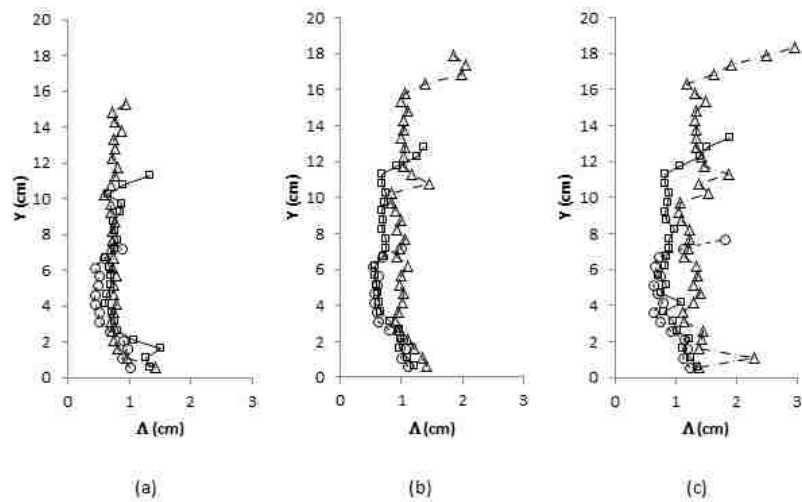 20 20 20
18 18 18
16 16 16
14 14 14
12 12 12
Y (cm) 10 Y (cm) 10 Y (cm) 10
8 8 8
6 6 6
4 4 4
2 2 2
0 0 0
0 1 2 3 0 1 2 3 0 1 2 3
Λ (cm) Λ (cm) Λ (cm)
(a) (b) (c)